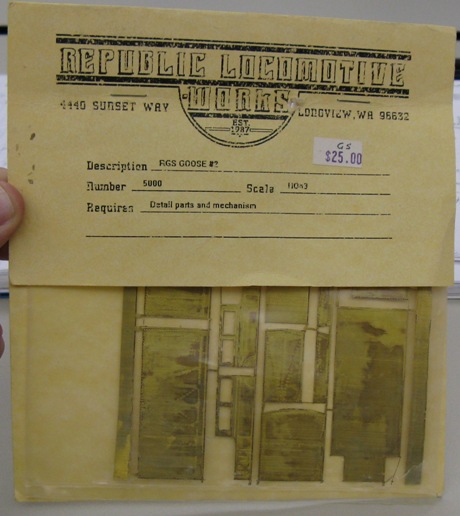 REPUBLIC LOCOMOTIVE
WORKS
4440 SUNSET WAY
LONGVIEW, WA 98632
EST.
1987
GS
$25.00
Description RGS GOOSE #2
Number 5000 Scale HOn3
Requires Detail parts and mechanism